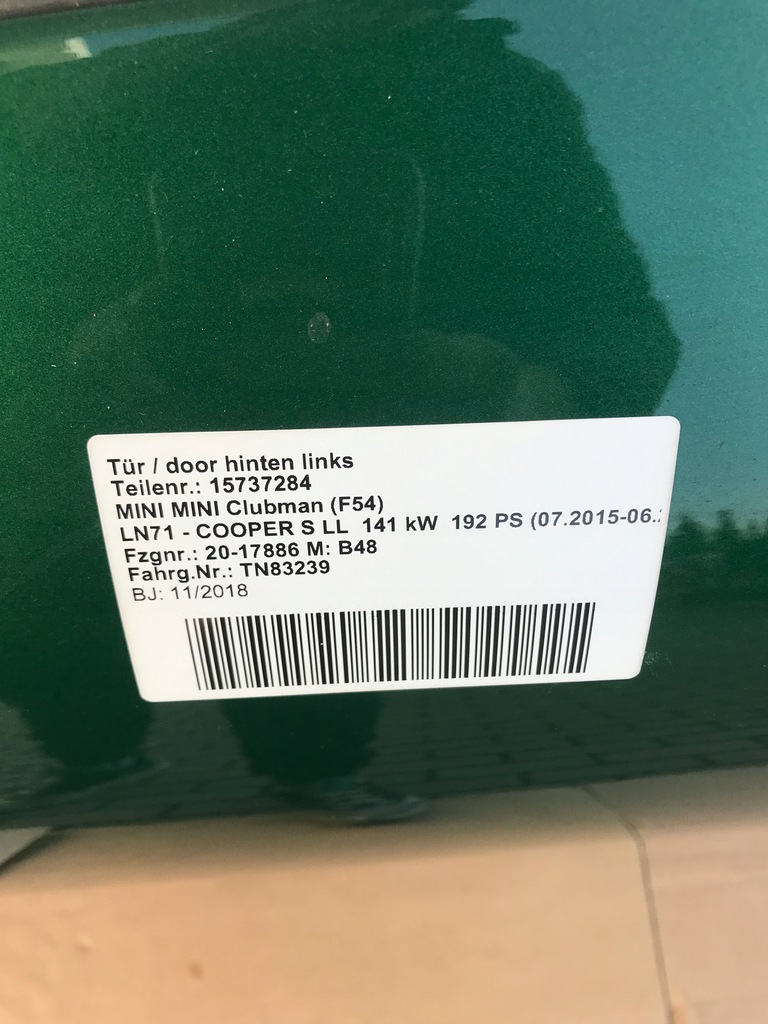 Tür / door hinten links
Teilenr.: 15737284
MINI MINI Clubman (F54)
LN71 - COOPER S LL 141 kW 192 PS (07.2015-06.
Fzgnr.: 20-17886 M: B48
Fahrg.Nr.: TN83239
BJ: 11/2018